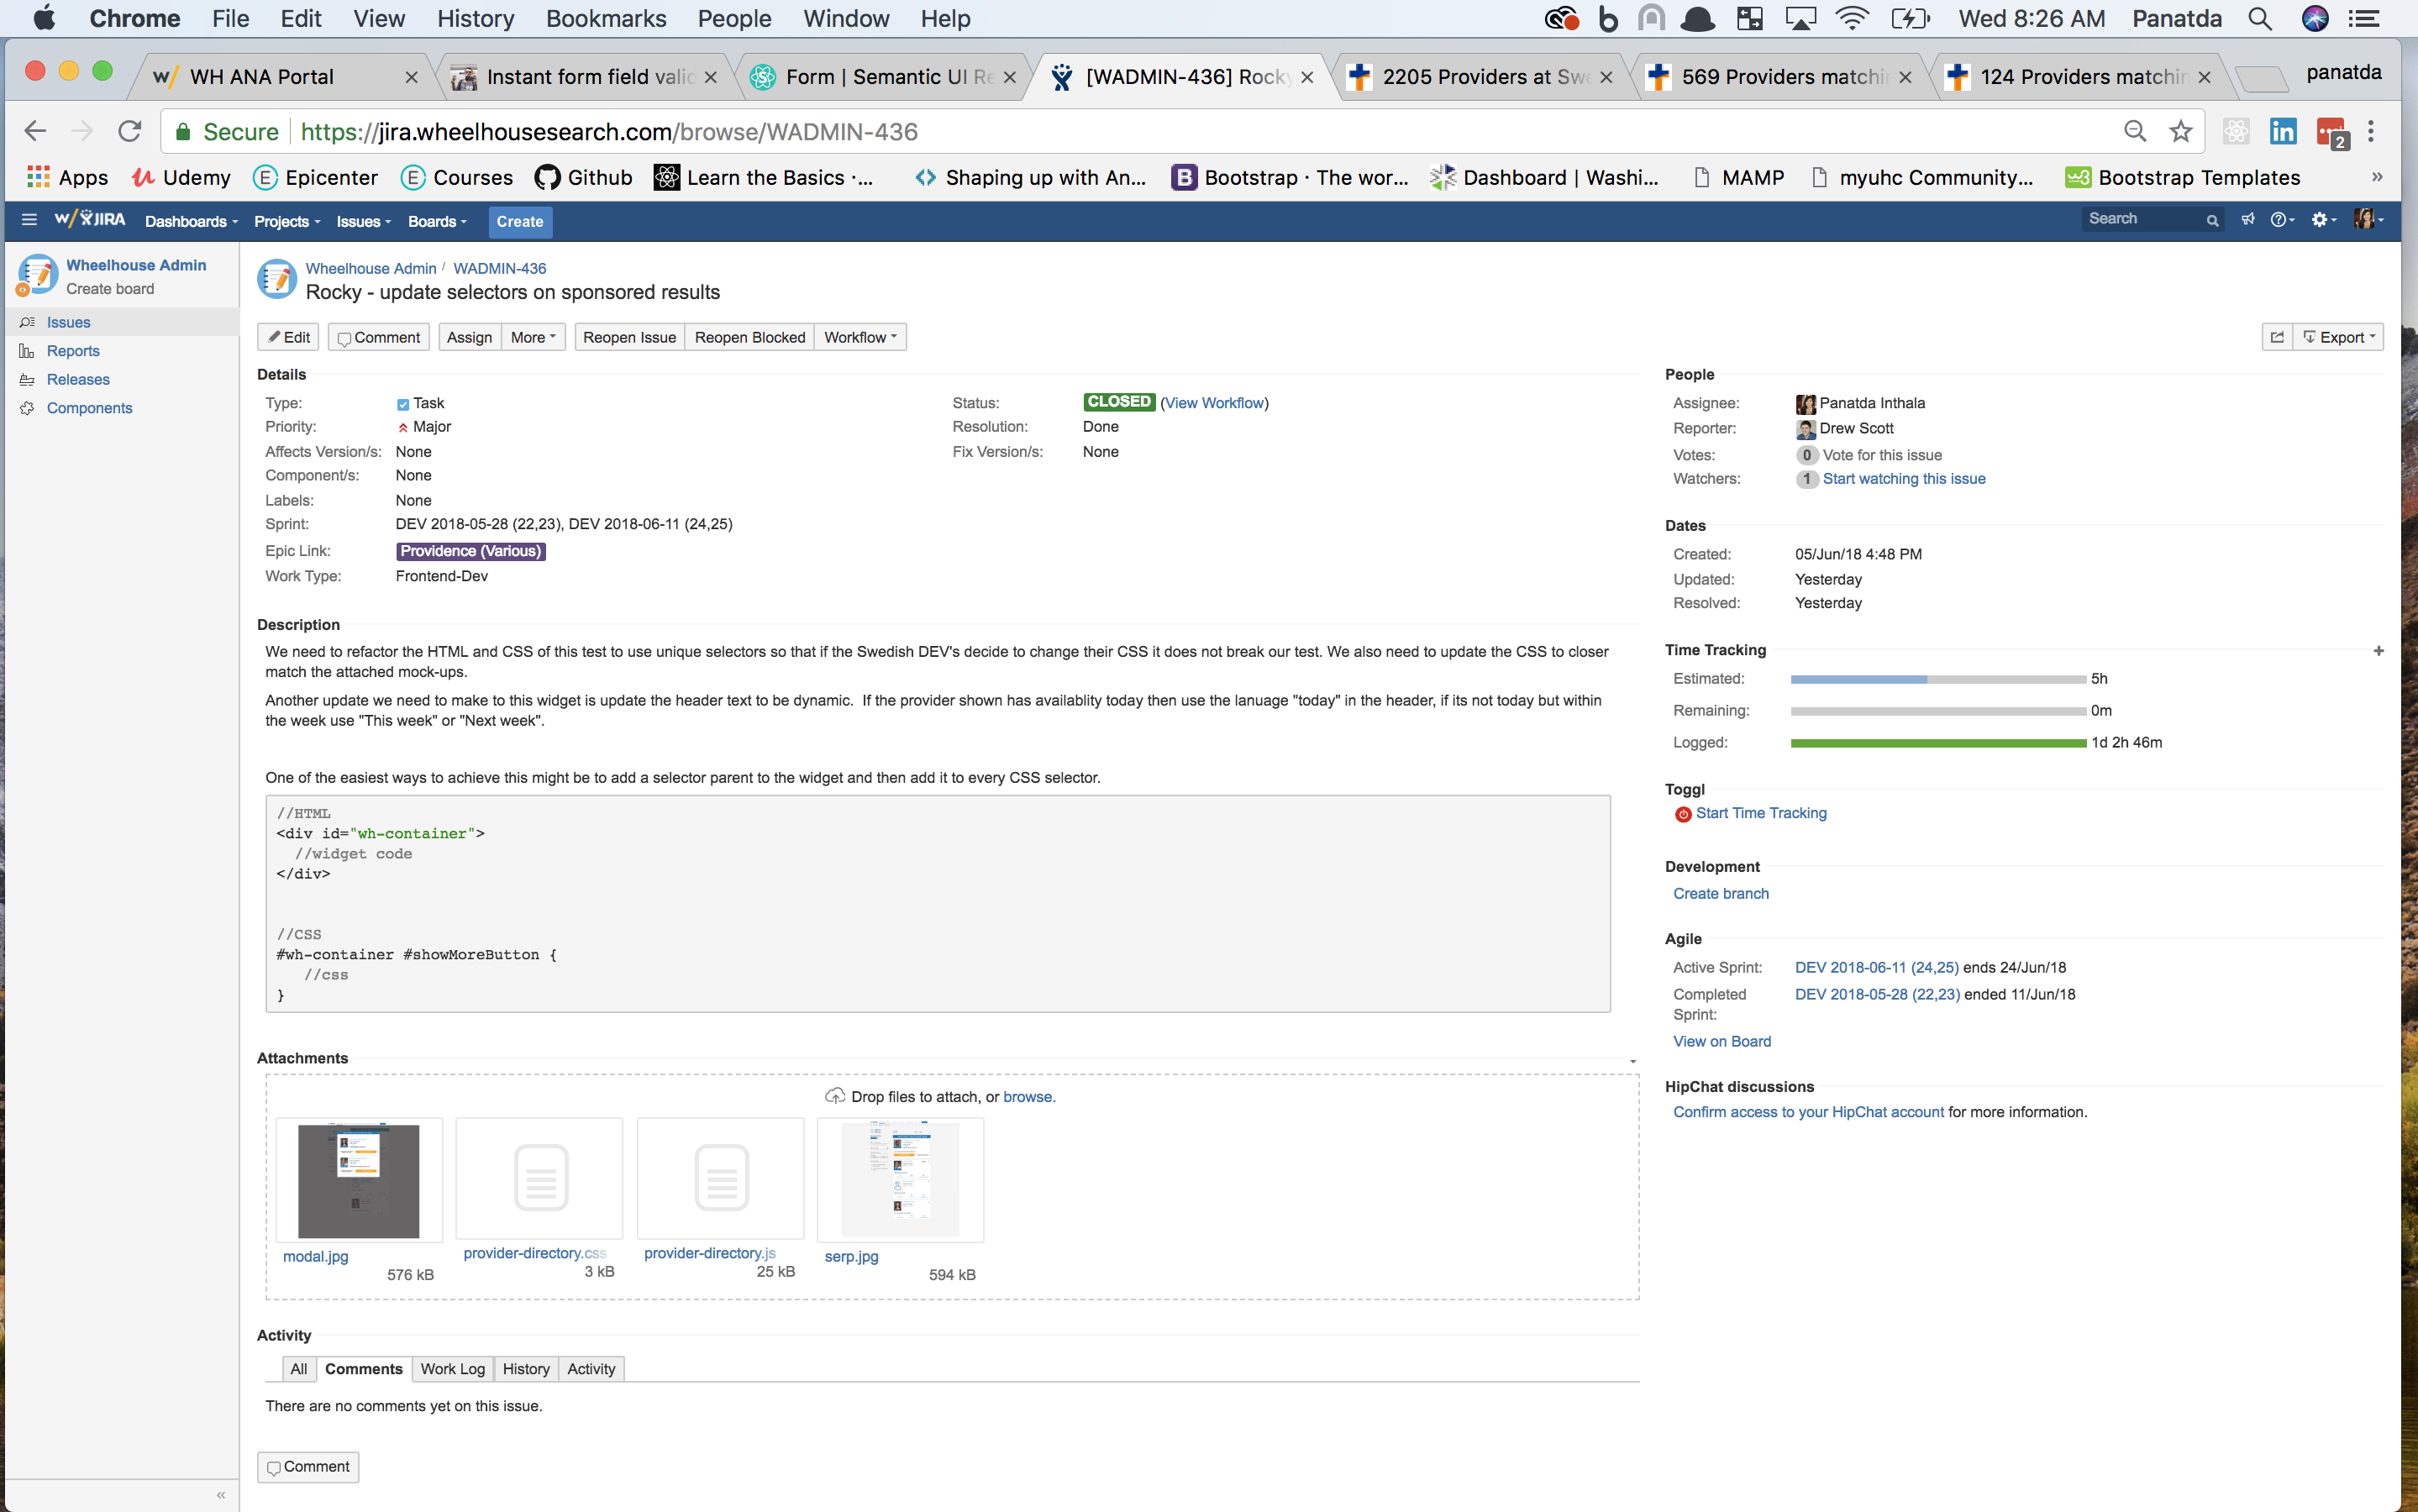 Chrome File Edit View History Bookmarks People Window Help Wed 8:26 AM Panatda
WH ANA Portal Instant form field valid Form | Semantic UI Re [WADMIN-436] Rocky 2205 Providers at Swe 569 Providers matchin 124 Providers matchin panatda
Secure https://jira.wheelhousesearch.com/browse/WADMIN-436 2
Apps Udemy Epicenter Courses Github Learn the Basics ·... Shaping up with An... Bootstrap · The wor... Dashboard | Washi... MAMP myuhc Community... Bootstrap Templates »
w/ JIRA Dashboards Projects Issues Boards Create Search
Wheelhouse Admin
Create board
Issues
Reports
Releases
Components
«
Wheelhouse Admin / WADMIN-436
Rocky - update selectors on sponsored results
Edit Comment Assign More Reopen Issue Reopen Blocked Workflow Export
Details
Type: Task
Priority: Major
Affects Version/s: None
Component/s: None
Labels: None
Sprint: DEV 2018-05-28 (22,23), DEV 2018-06-11 (24,25)
Epic Link: Providence (Various)
Work Type: Frontend-Dev
Status: CLOSED (View Workflow)
Resolution: Done
Fix Version/s: None
Description
We need to refactor the HTML and CSS of this test to use unique selectors so that if the Swedish DEV's decide to change their CSS it does not break our test. We also need to update the CSS to closer
match the attached mock-ups.
Another update we need to make to this widget is update the header text to be dynamic.  If the provider shown has availablity today then use the lanuage "today" in the header, if its not today but within
the week use "This week" or "Next week".
One of the easiest ways to achieve this might be to add a selector parent to the widget and then add it to every CSS selector.
//HTML
<div id="wh-container">
//widget code
</div>
//CSS
#wh-container #showMoreButton {
//css
}
Attachments
Drop files to attach, or browse.
modal.jpg
576 kB
provider-directory.css
3 kB
provider-directory.js
25 kB
serp.jpg
594 kB
Activity
All Comments Work Log History Activity
There are no comments yet on this issue.
Comment
People
Assignee: Panatda Inthala
Reporter: Drew Scott
Votes: 0 Vote for this issue
Watchers: 1 Start watching this issue
Dates
Created: 05/Jun/18 4:48 PM
Updated: Yesterday
Resolved: Yesterday
Time Tracking
Estimated: 5h
Remaining: 0m
Logged: 1d 2h 46m
Toggl
Start Time Tracking
Development
Create branch
Agile
Active Sprint: DEV 2018-06-11 (24,25) ends 24/Jun/18
Completed DEV 2018-05-28 (22,23) ended 11/Jun/18
Sprint:
View on Board
HipChat discussions
Confirm access to your HipChat account for more information.